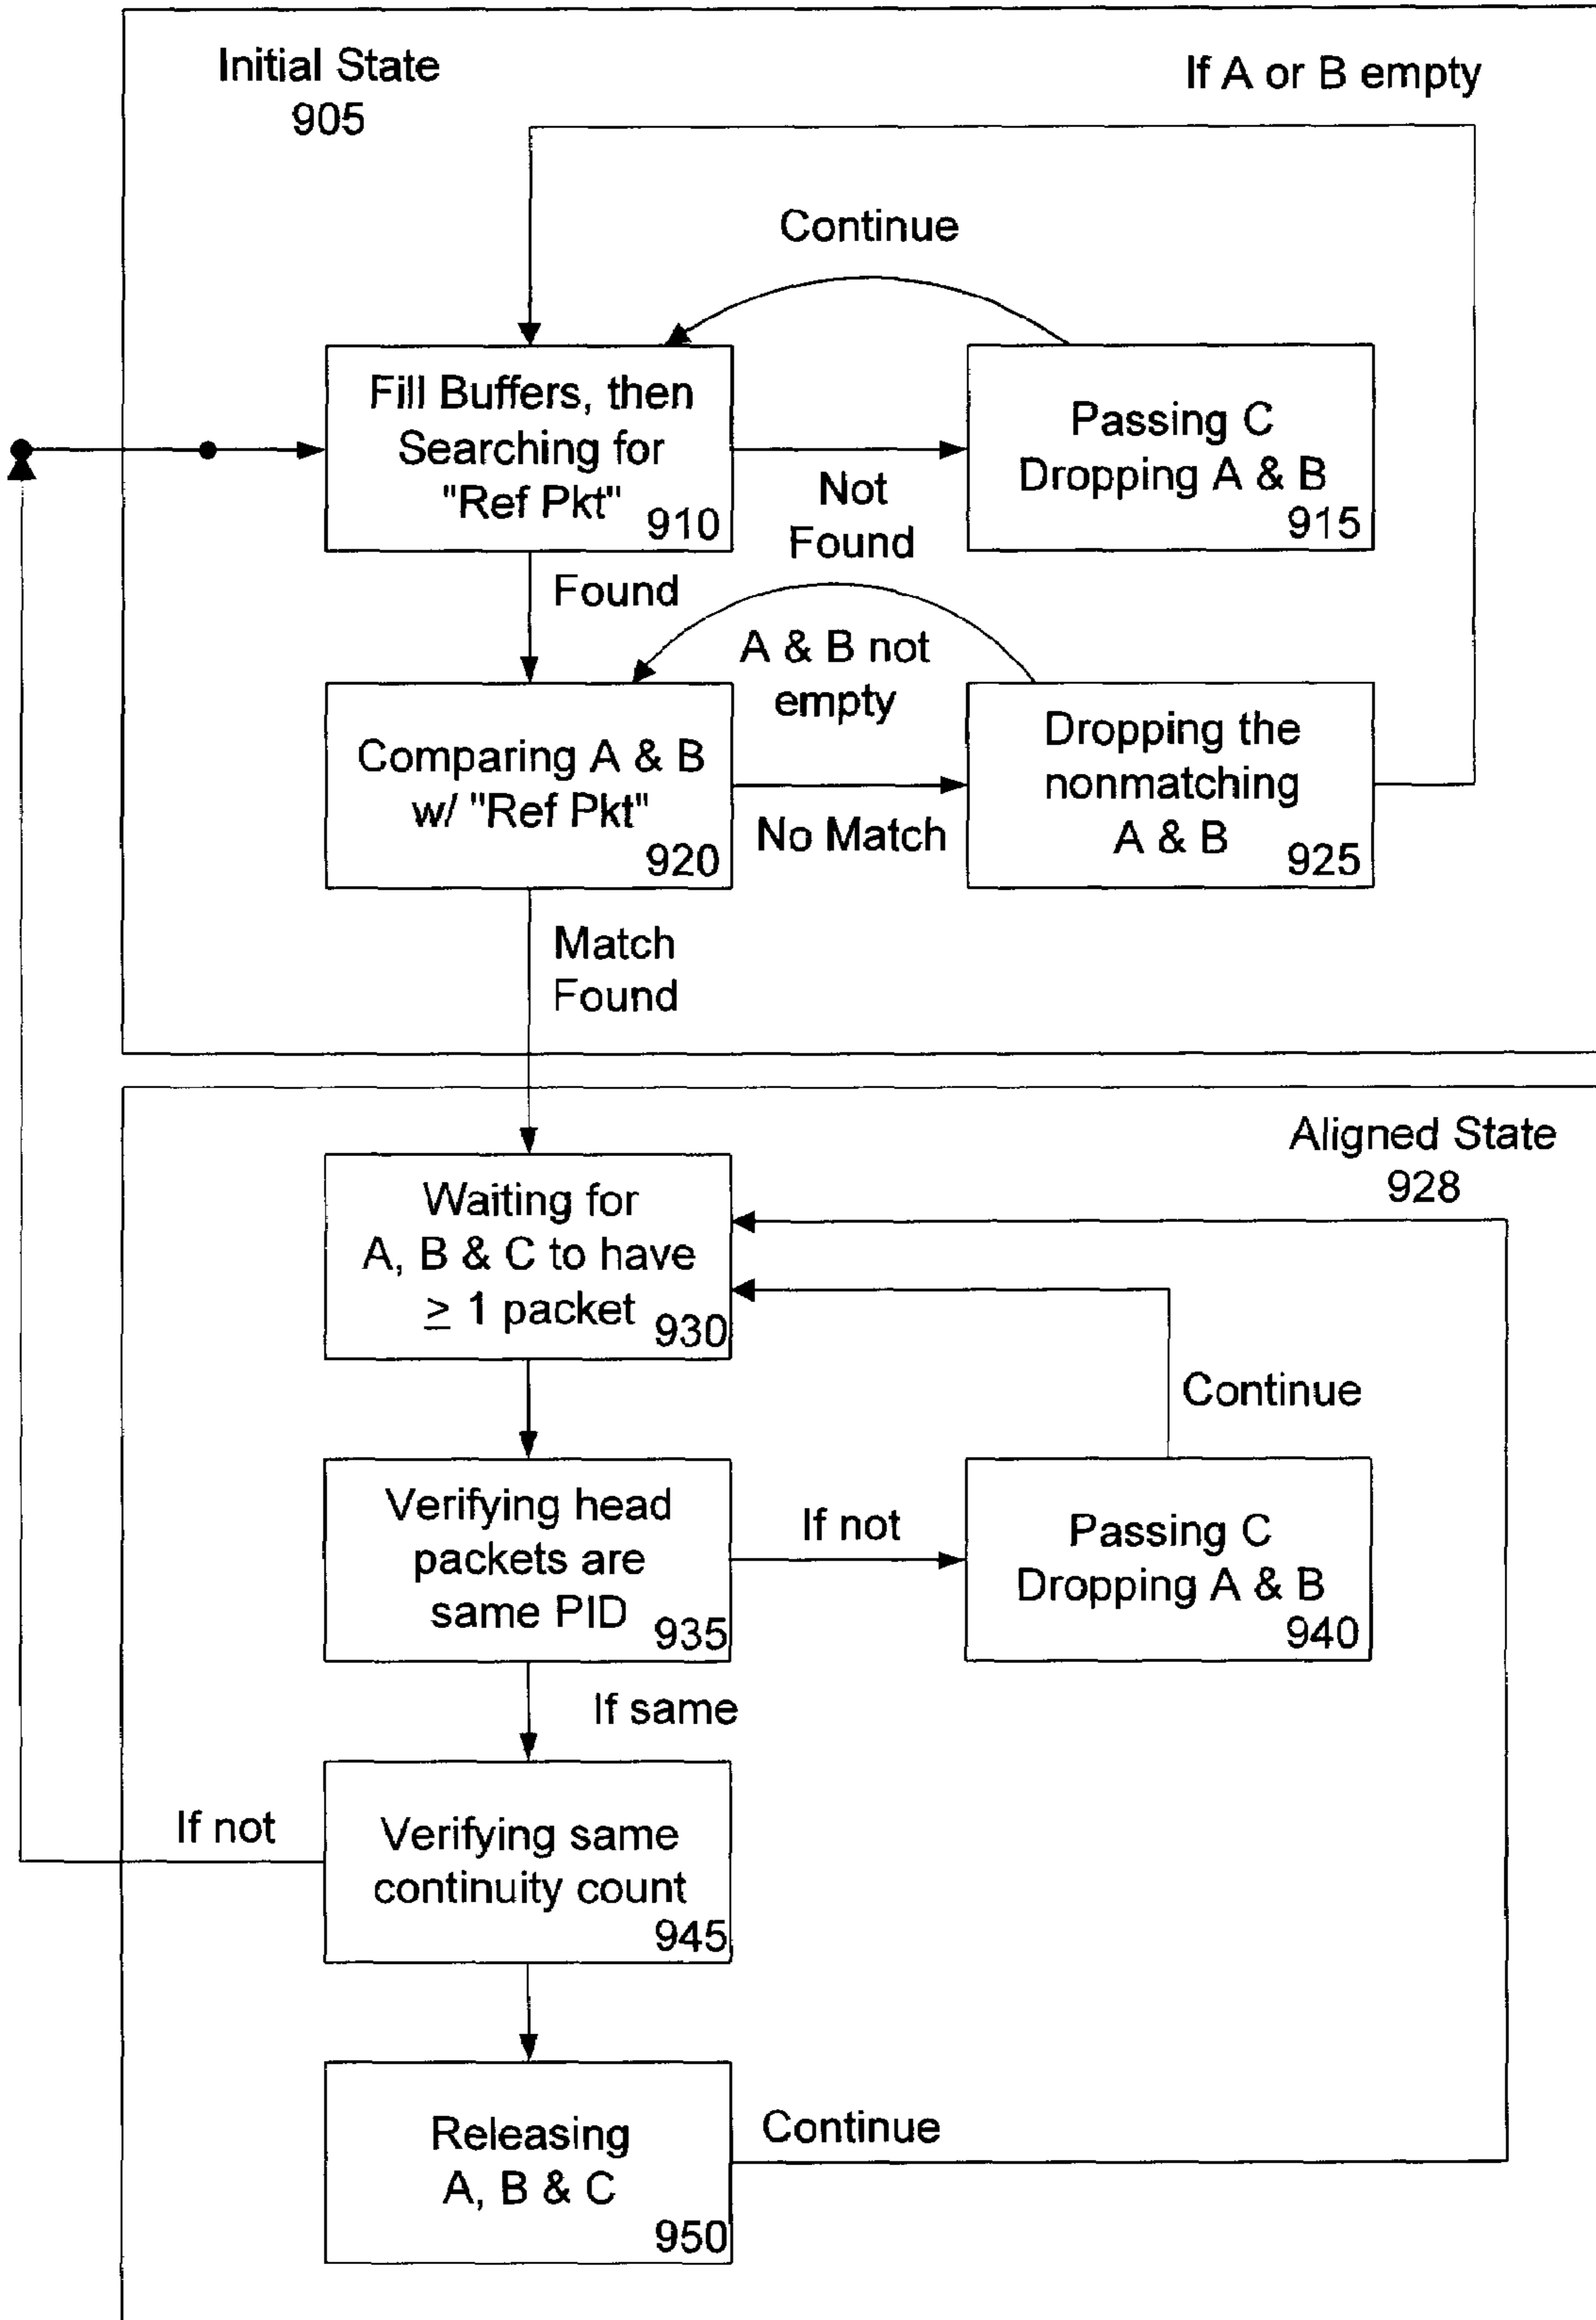 Initial State
905
If A or B empty
Continue
Fill Buffers, then
Searching for
"Ref Pkt"
910
Not
Found
Passing C
Dropping A & B
915
Found
A & B not
empty
Comparing A & B
w/ "Ref Pkt"
920
No Match
Dropping the
nonmatching
A & B
925
Match
Found
Aligned State
928
Waiting for
A, B & C to have
≥ 1 packet
930
Continue
Verifying head
packets are
same PID
935
If not
Passing C
Dropping A & B
940
If same
If not
Verifying same
continuity count
945
Releasing
A, B & C
950
Continue